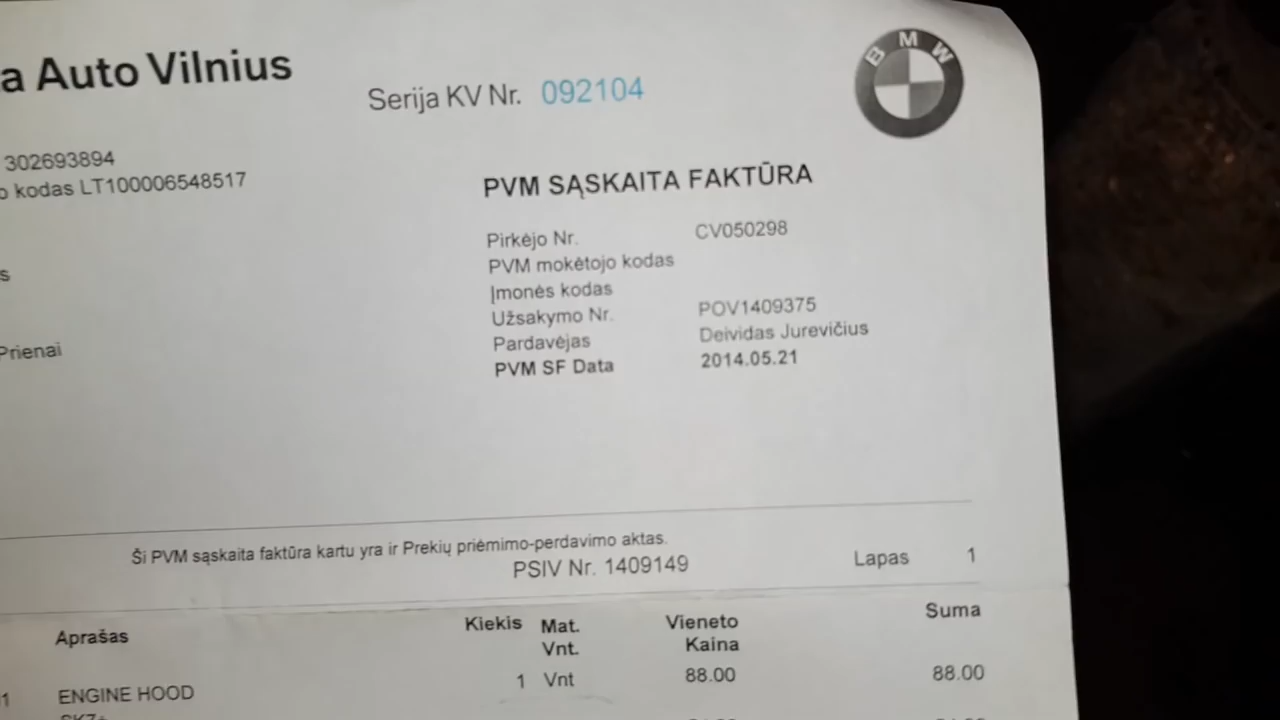 a Auto Vilnius
Serija KV Nr. 092104
BMW
302693894
o kodas LT100006548517
PVM SĄSKAITA FAKTŪRA
Pirkėjo Nr. CV050298
PVM mokėtojo kodas
Įmonės kodas
Užsakymo Nr. POV1409375
Pardavėjas Deividas Jurevičius
PVM SF Data 2014.05.21
s
Prienai
Ši PVM sąskaita faktūra kartu yra ir Prekių priėmimo-perdavimo aktas.
PSIV Nr. 1409149
Lapas 1
Aprašas Kiekis Mat. Vnt. Vieneto Kaina Suma
1 ENGINE HOOD 1 Vnt 88.00 88.00